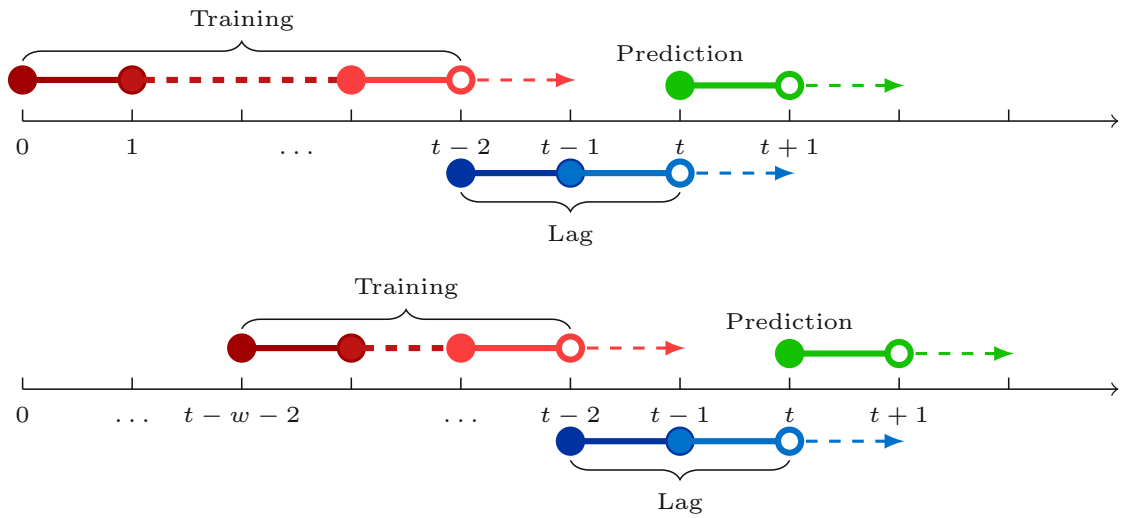 Training
Prediction
0 1 … t − 2 t − 1 t t + 1
Lag
Training
Prediction
0 … t − w − 2 … t − 2 t − 1 t t + 1
Lag